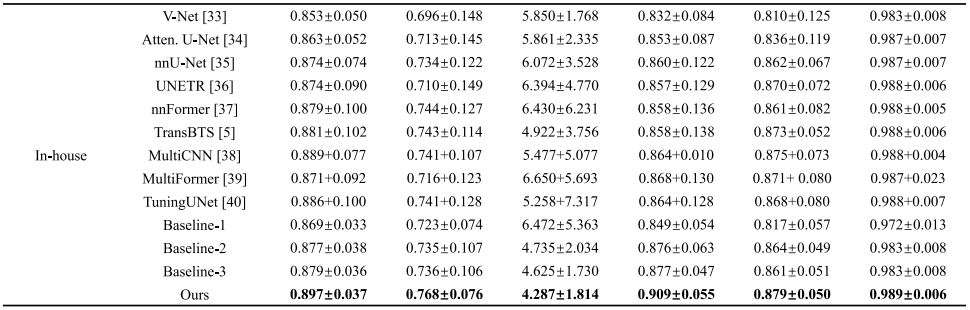 V-Net [33] 0.853±0.050 0.696±0.148 5.850±1.768 0.832±0.084 0.810±0.125 0.983±0.008
Atten. U-Net [34] 0.863±0.052 0.713±0.145 5.861±2.335 0.853±0.087 0.836±0.119 0.987±0.007
nnU-Net [35] 0.874±0.074 0.734±0.122 6.072±3.528 0.860±0.122 0.862±0.067 0.987±0.007
UNETR [36] 0.874±0.090 0.710±0.149 6.394±4.770 0.857±0.129 0.870±0.072 0.988±0.006
nnFormer [37] 0.879±0.100 0.744±0.127 6.430±6.231 0.858±0.136 0.861±0.082 0.988±0.005
TransBTS [5] 0.881±0.102 0.743±0.114 4.922±3.756 0.858±0.138 0.873±0.052 0.988±0.006
In-house MultiCNN [38] 0.889+0.077 0.741+0.107 5.477+5.077 0.864+0.010 0.875+0.073 0.988+0.004
MultiFormer [39] 0.871+0.092 0.716+0.123 6.650+5.693 0.868+0.130 0.871+ 0.080 0.987+0.023
TuningUNet [40] 0.886+0.100 0.741+0.128 5.258+7.317 0.864+0.128 0.868+0.080 0.988+0.007
Baseline-1 0.869±0.033 0.723±0.074 6.472±5.363 0.849±0.054 0.817±0.057 0.972±0.013
Baseline-2 0.877±0.038 0.735±0.107 4.735±2.034 0.876±0.063 0.864±0.049 0.983±0.008
Baseline-3 0.879±0.036 0.736±0.106 4.625±1.730 0.877±0.047 0.861±0.051 0.983±0.008
Ours 0.897±0.037 0.768±0.076 4.287±1.814 0.909±0.055 0.879±0.050 0.989±0.006